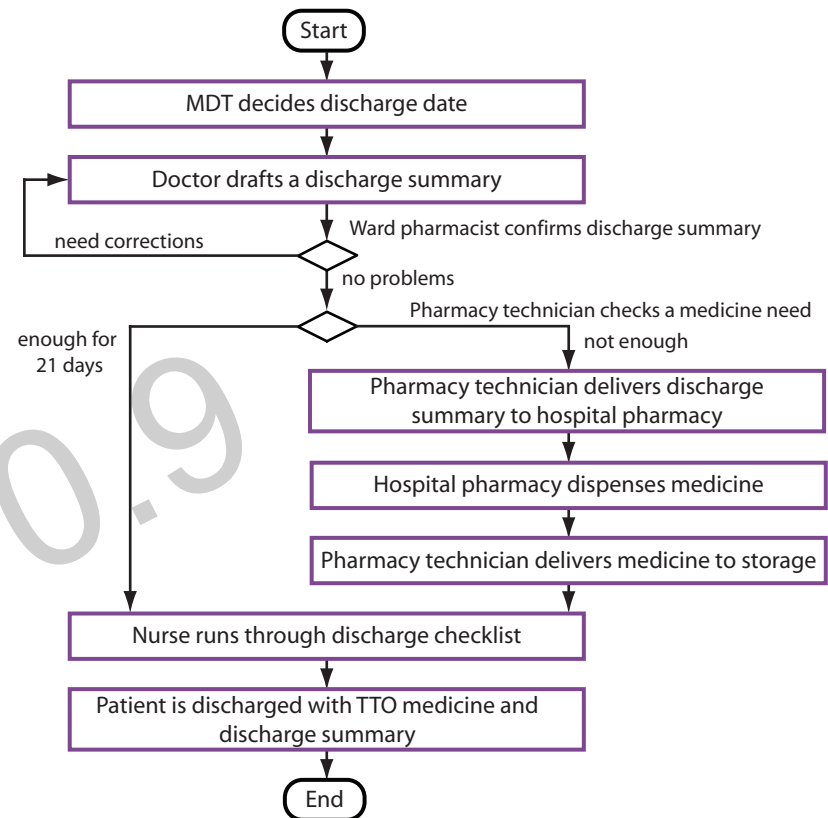 Start
MDT decides discharge date
Doctor drafts a discharge summary
Ward pharmacist confirms discharge summary
need corrections
no problems
Pharmacy technician checks a medicine need
enough for
21 days
not enough
Pharmacy technician delivers discharge
summary to hospital pharmacy
Hospital pharmacy dispenses medicine
Pharmacy technician delivers medicine to storage
Nurse runs through discharge checklist
Patient is discharged with TTO medicine and
discharge summary
End
0.9